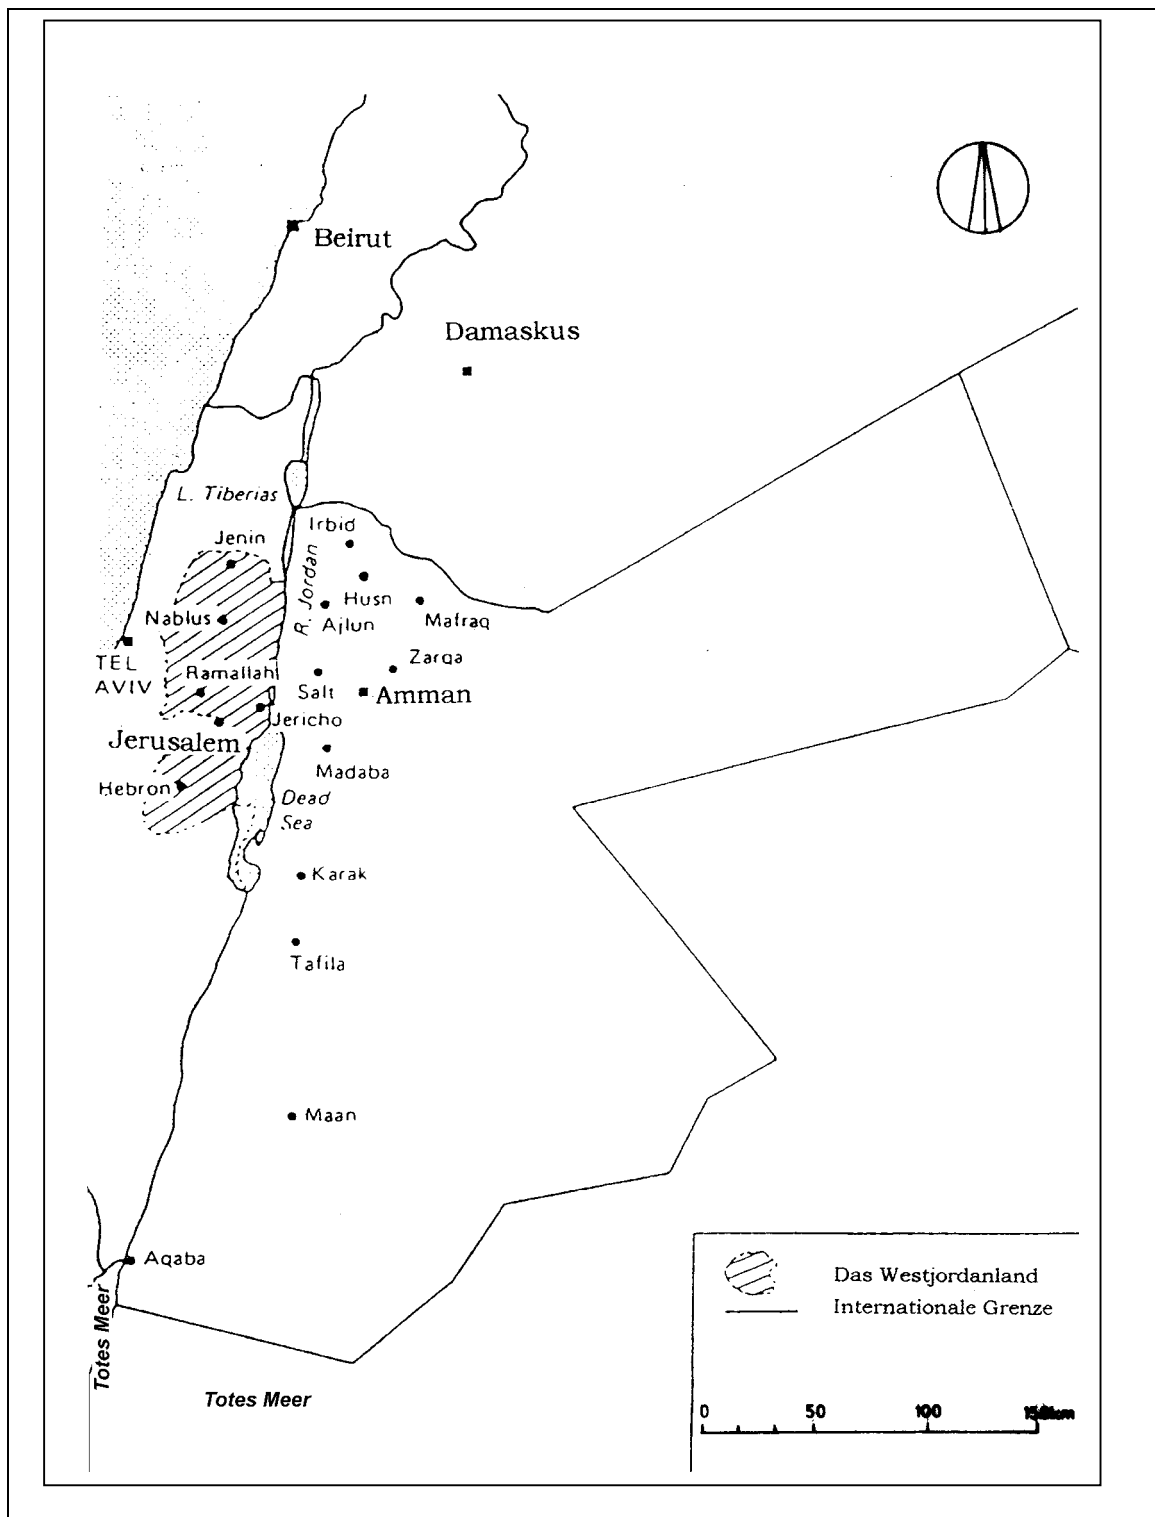 Beirut
Damaskus
L. Tiberias
Irbid
Jenin
R. Jordan
Husn
Nablus
Ajlun
Mafraq
TEL
AVIV
Ramallah
Zarqa
Salt
Amman
Jericho
Jerusalem
Madaba
Hebron
Dead
Sea
Karak
Tafila
Maan
Aqaba
Das Westjordanland
Internationale Grenze
Totes Meer
Totes Meer
0 50 100